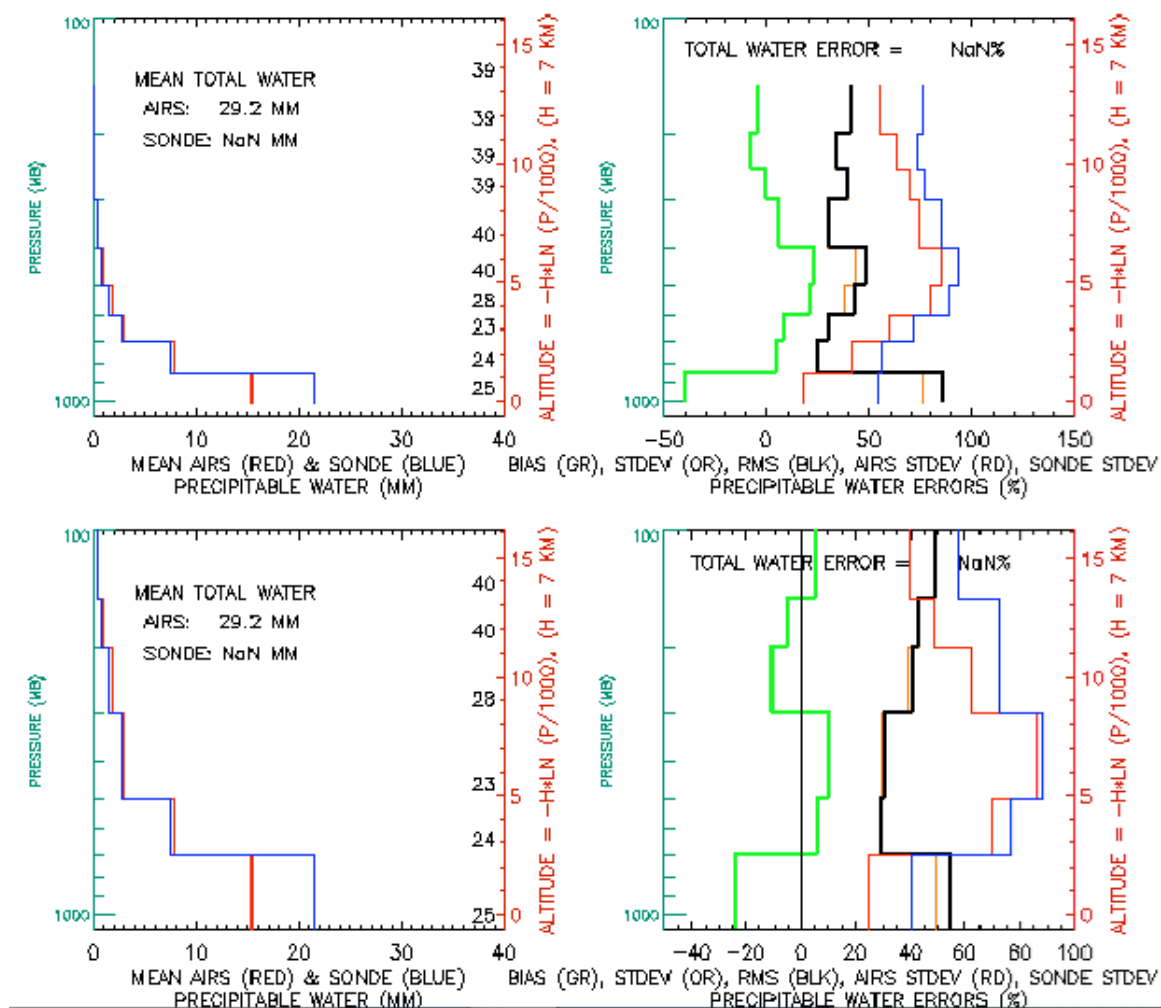 100
1000
PRESSURE (MB)
MEAN TOTAL WATER
AIRS: 29.2 MM
SONDE: NaN MM
39
39
39
39
40
40
28
23
24
25
15
10
5
0
ALTITUDE = -H*LN (P/1000), (H = 7 KM)
0 10 20 30 40
MEAN AIRS (RED) & SONDE (BLUE)
PRECIPITABLE WATER (MM)
100
1000
PRESSURE (MB)
TOTAL WATER ERROR = NaN%
15
10
5
0
ALTITUDE = -H*LN (P/1000), (H = 7 KM)
-50 0 50 100 150
BIAS (GR), STDEV (OR), RMS (BLK), AIRS STDEV (RD), SONDE STDEV
PRECIPITABLE WATER ERRORS (%)
100
1000
PRESSURE (MB)
MEAN TOTAL WATER
AIRS: 29.2 MM
SONDE: NaN MM
40
40
28
23
24
25
15
10
5
0
ALTITUDE = -H*LN (P/1000), (H = 7 KM)
0 10 20 30 40
MEAN AIRS (RED) & SONDE (BLUE)
PRECIPITABLE WATER (MM)
100
1000
PRESSURE (MB)
TOTAL WATER ERROR = NaN%
15
10
5
0
ALTITUDE = -H*LN (P/1000), (H = 7 KM)
-40 -20 0 20 40 60 80 100
BIAS (GR), STDEV (OR), RMS (BLK), AIRS STDEV (RD), SONDE STDEV
PRECIPITABLE WATER ERRORS (%)